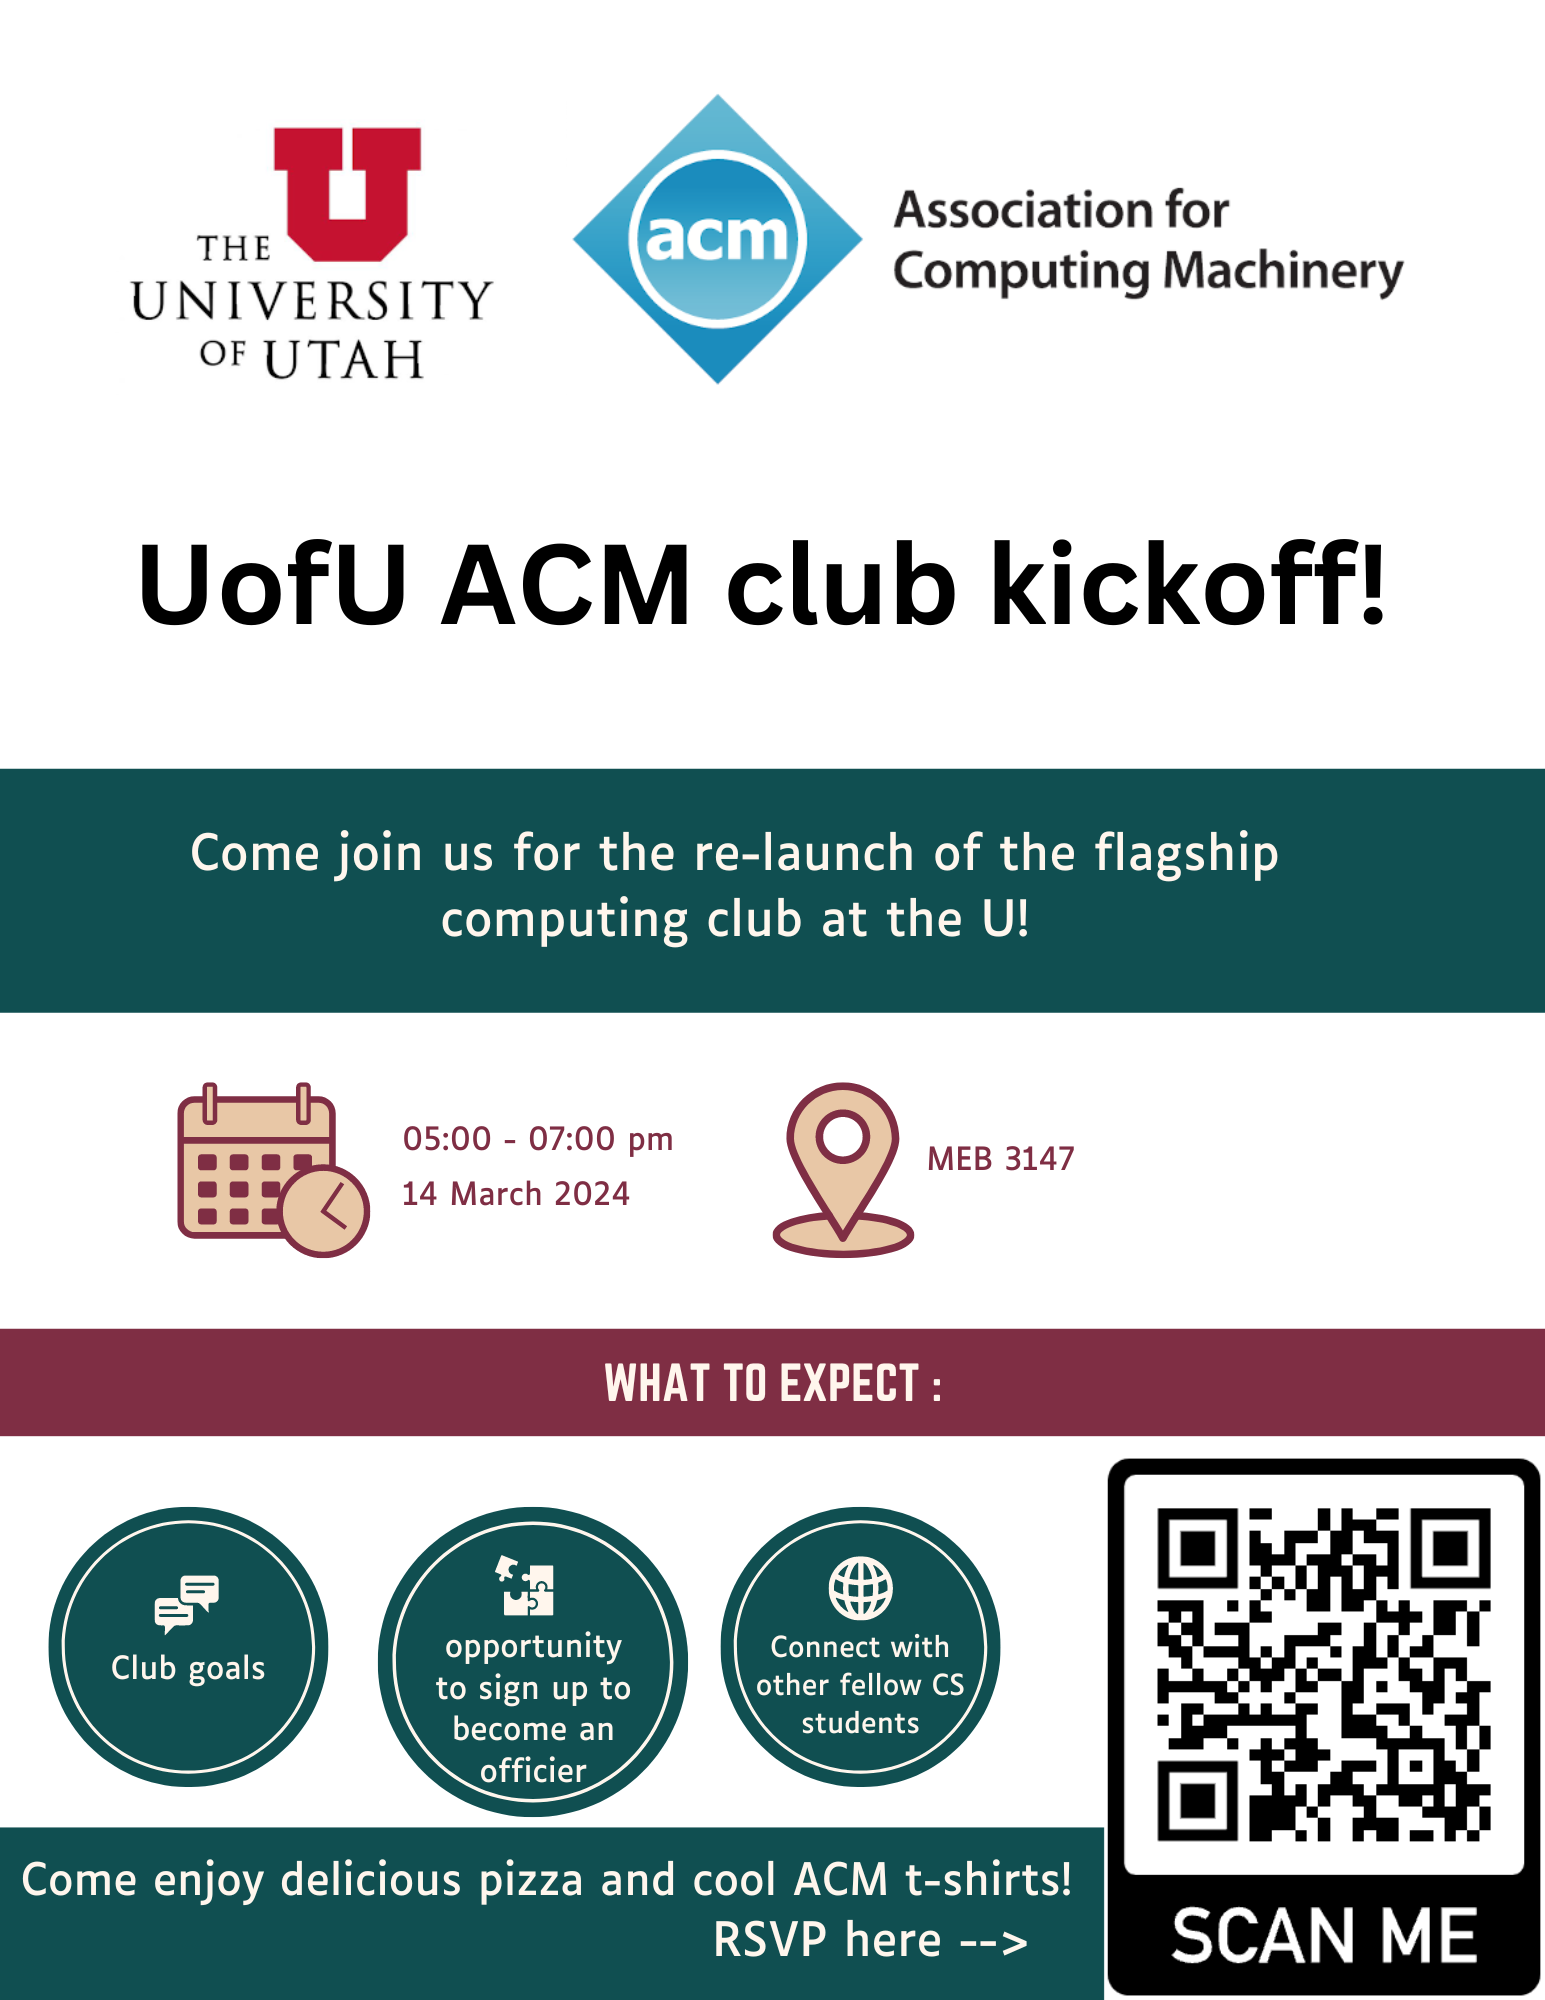 THE
UNIVERSITY
OF UTAH
acm
Association for
Computing Machinery
UofU ACM club kickoff!
Come join us for the re-launch of the flagship
computing club at the U!
05:00 - 07:00 pm
14 March 2024
MEB 3147
WHAT TO EXPECT :
Club goals
opportunity
to sign up to
become an
officier
Connect with
other fellow CS
students
Come enjoy delicious pizza and cool ACM t-shirts!
RSVP here -->
SCAN ME